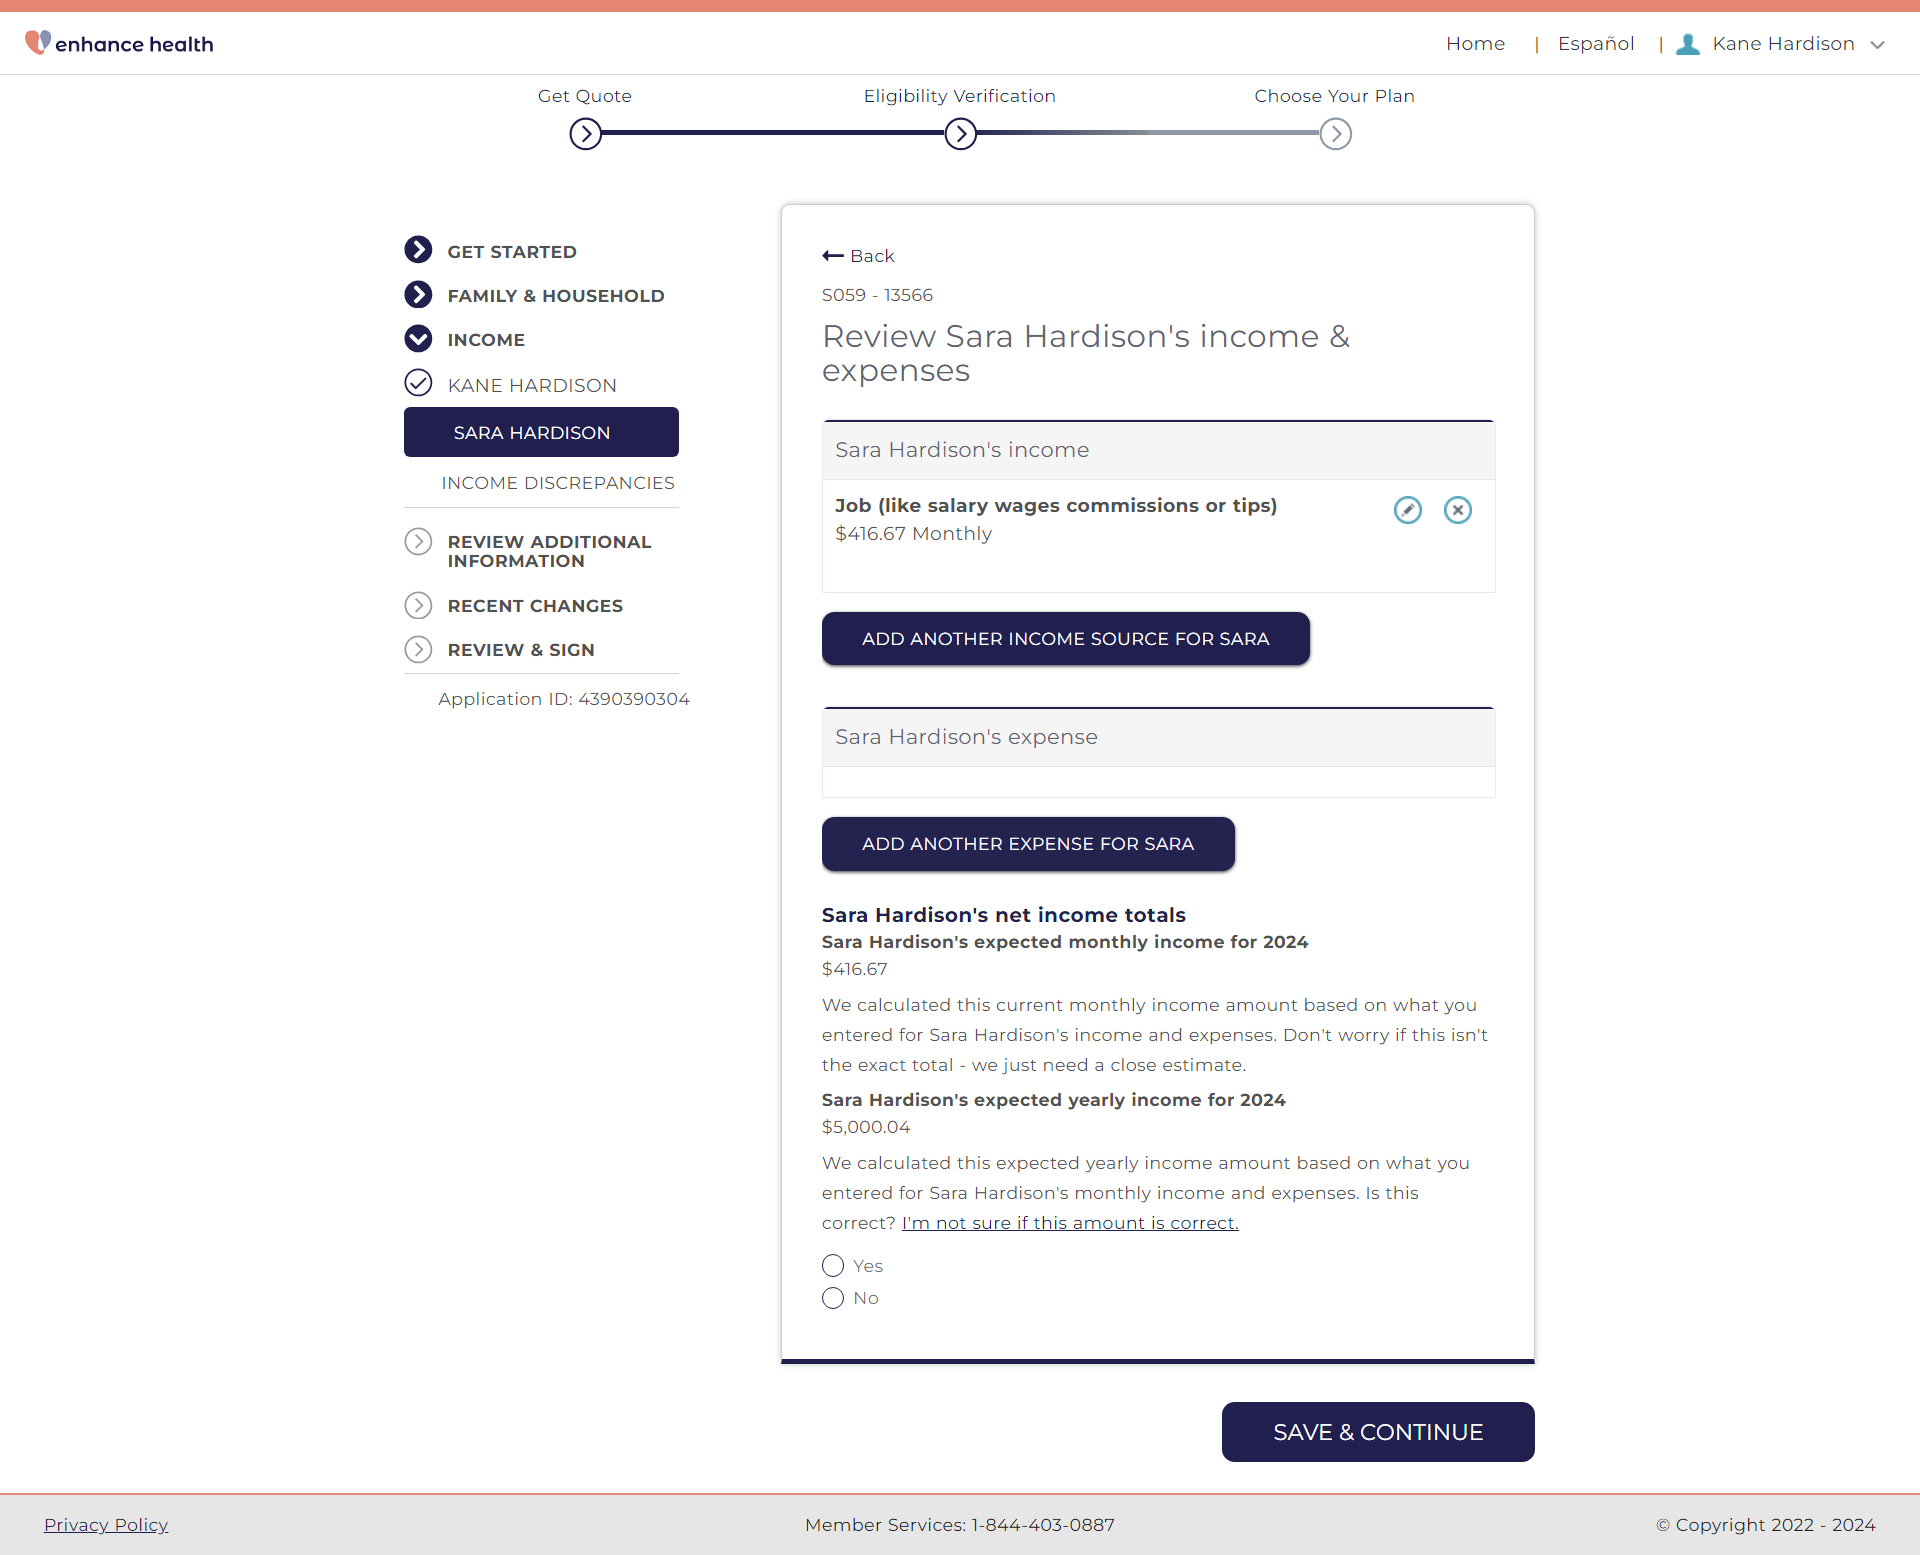 enhance health
Home | Español | Kane Hardison
Get Quote
Eligibility Verification
Choose Your Plan
GET STARTED
FAMILY & HOUSEHOLD
INCOME
KANE HARDISON
SARA HARDISON
INCOME DISCREPANCIES
REVIEW ADDITIONAL
INFORMATION
RECENT CHANGES
REVIEW & SIGN
Application ID: 4390390304
Back
S059 - 13566
Review Sara Hardison's income &
expenses
Sara Hardison's income
Job (like salary wages commissions or tips)
$416.67 Monthly
ADD ANOTHER INCOME SOURCE FOR SARA
Sara Hardison's expense
ADD ANOTHER EXPENSE FOR SARA
Sara Hardison's net income totals
Sara Hardison's expected monthly income for 2024
$416.67
We calculated this current monthly income amount based on what you
entered for Sara Hardison's income and expenses. Don't worry if this isn't
the exact total - we just need a close estimate.
Sara Hardison's expected yearly income for 2024
$5,000.04
We calculated this expected yearly income amount based on what you
entered for Sara Hardison's monthly income and expenses. Is this
correct? I'm not sure if this amount is correct.
Yes
No
SAVE & CONTINUE
Privacy Policy
Member Services: 1-844-403-0887
© Copyright 2022 - 2024